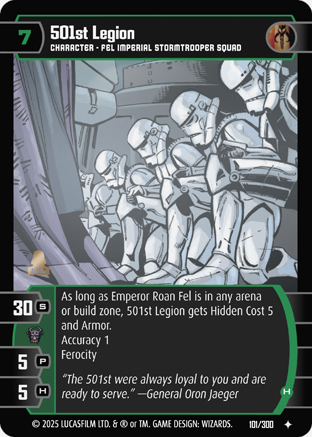 7
501st Legion
CHARACTER - FEL IMPERIAL STORMTROOPER SQUAD
30 S
As long as Emperor Roan Fel is in any arena
or build zone, 501st Legion gets Hidden Cost 5
and Armor.
Accuracy 1
5 P
Ferocity
5 H
“The 501st were always loyal to you and are
ready to serve.” —General Oron Jaeger
H
© 2025 LUCASFILM LTD. & ® or TM. GAME DESIGN: WIZARDS.
101/300